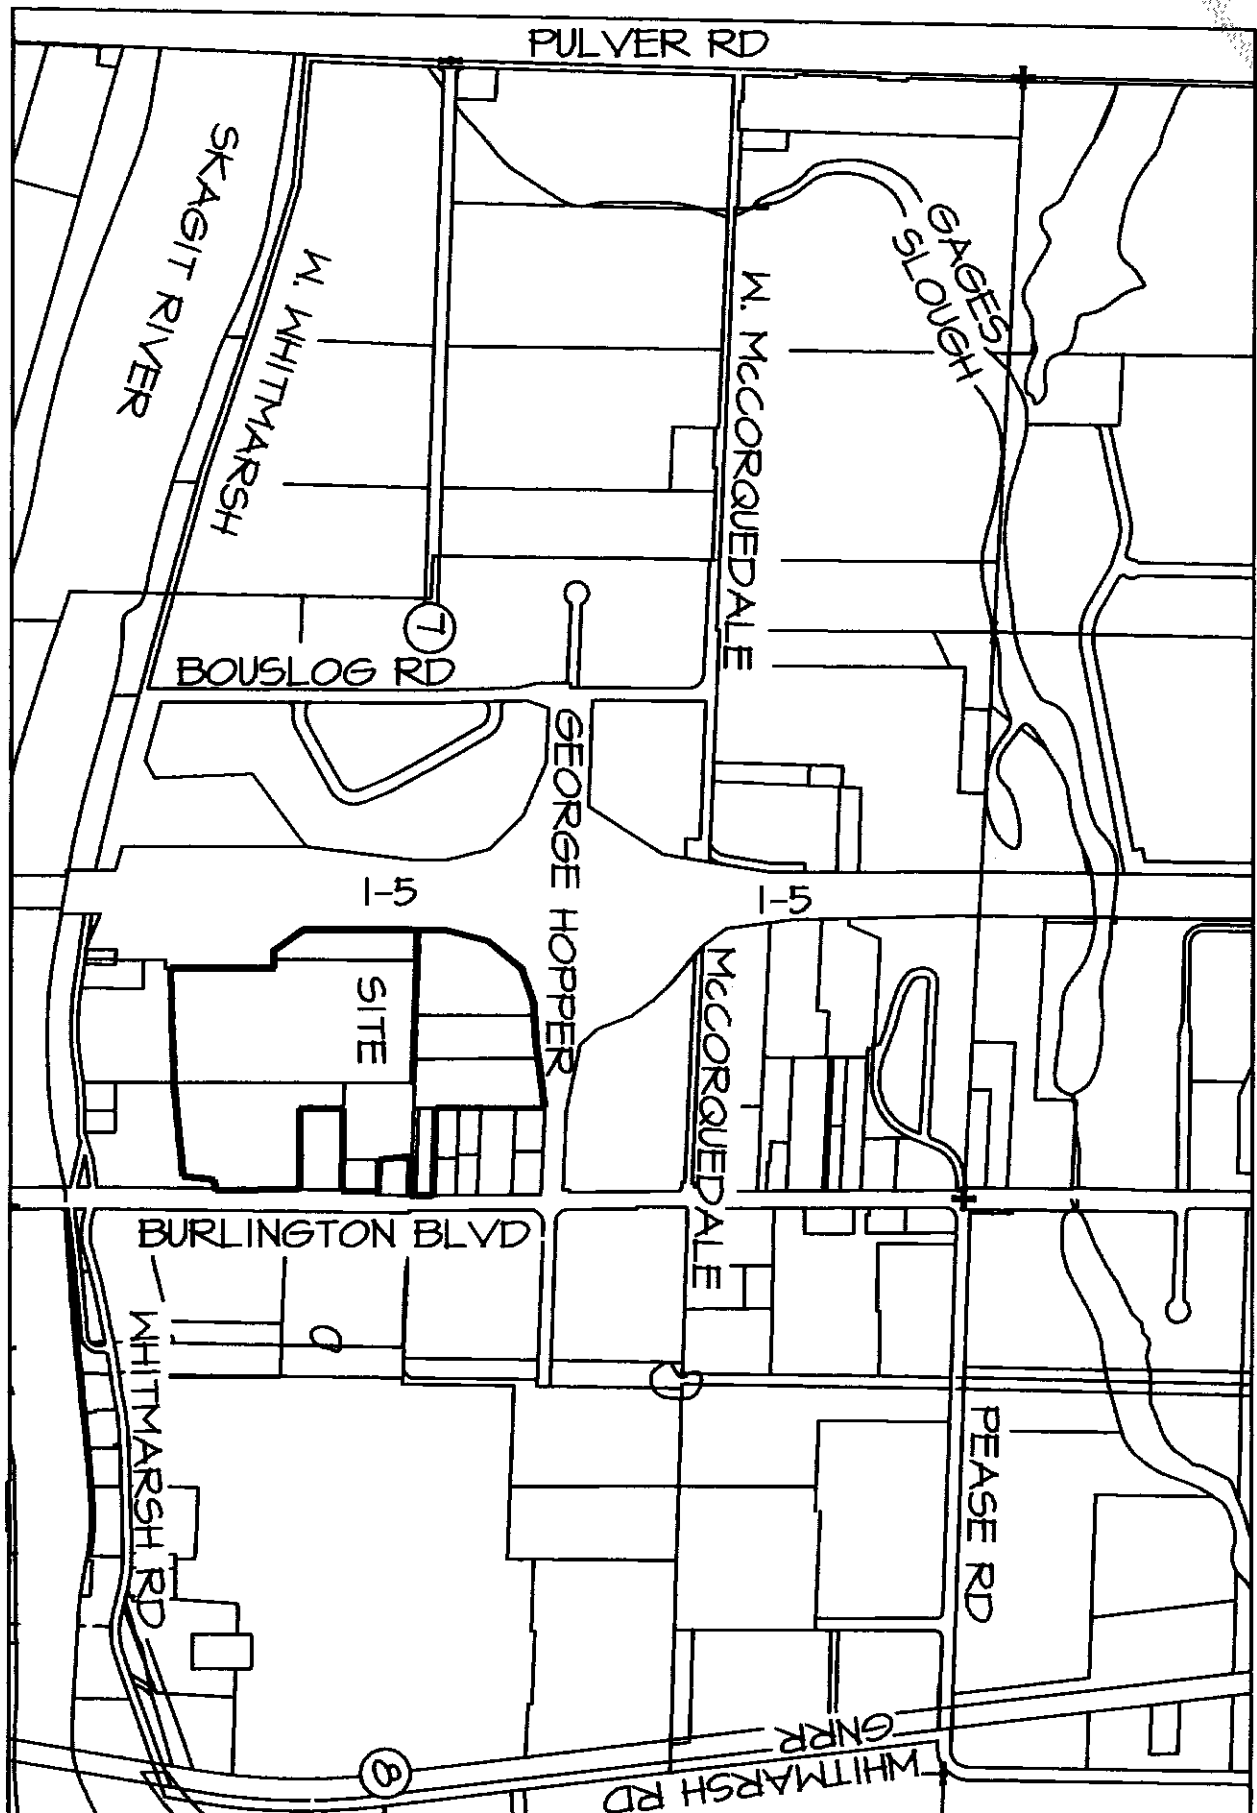 PULVER RD
SKAGIT RIVER
W. WHITMARSH
GAGES
SLOUGH
W. McCORQUEDALE
7
BOUSLOG RD
GEORGE HOPPER
I-5
I-5
SITE
McCORQUEDALE
BURLINGTON BLVD
WHITMARSH RD
PEASE RD
GNRR
WHITMARSH RD
8